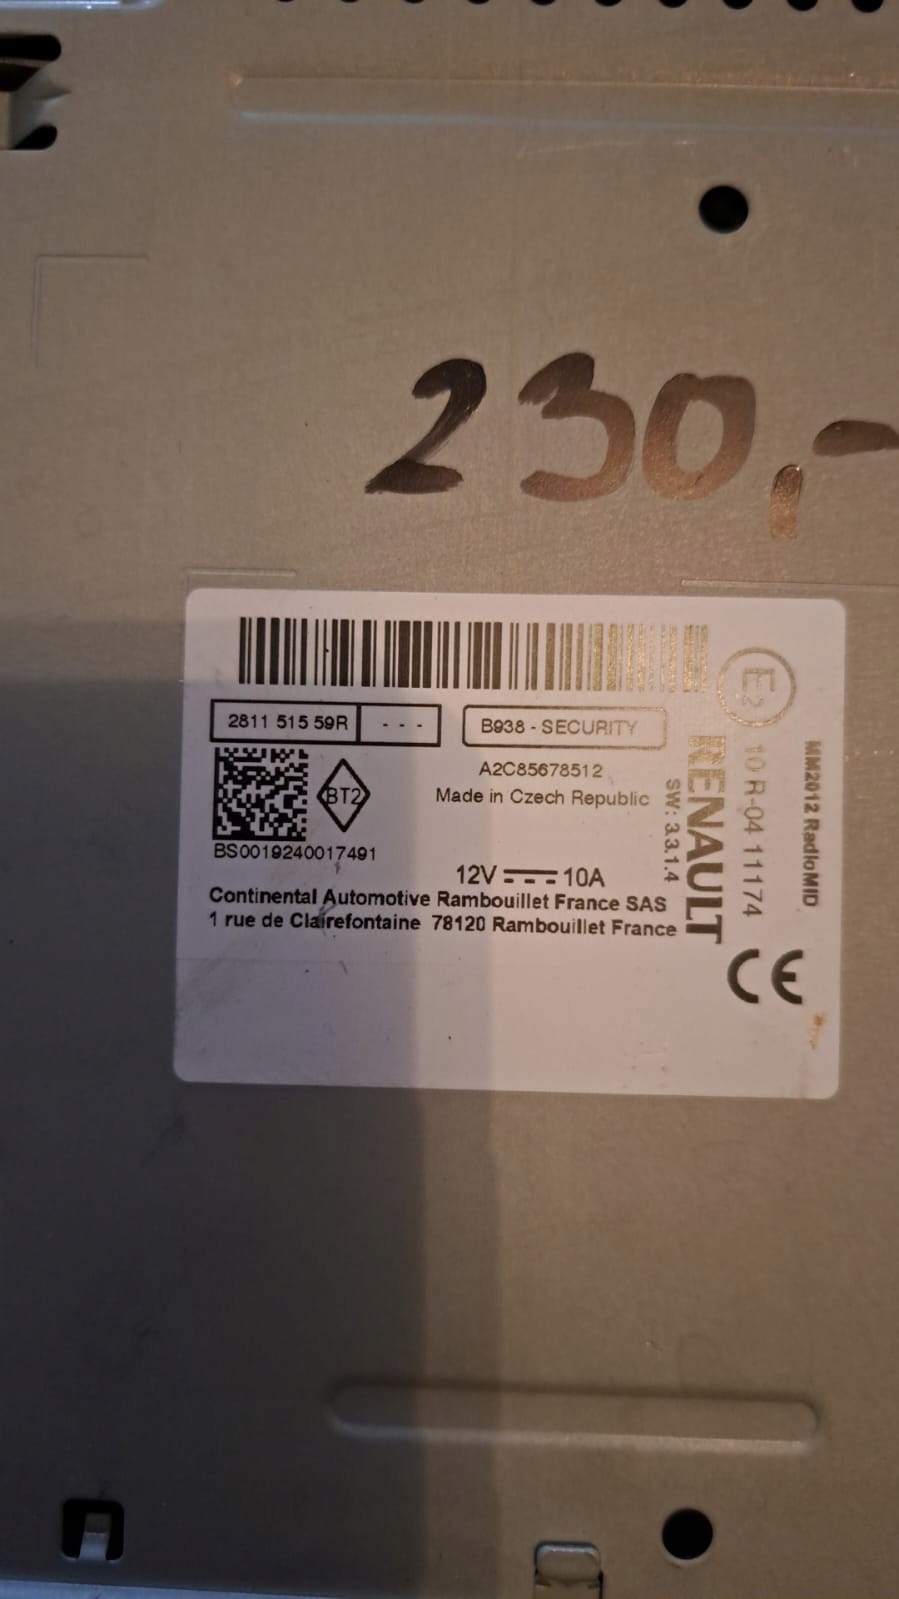 230,-
2811 515 59R
- - -
B938 - SECURITY
A2C85678512
Made in Czech Republic
BT2
BS0019240017491
12V 10A
Continental Automotive Rambouillet France SAS
1 rue de Clairefontaine 78120 Rambouillet France
SW: 3.3.1.4
RENAULT
E2
10 R-04 11174
CE
MM2012 RadioMID